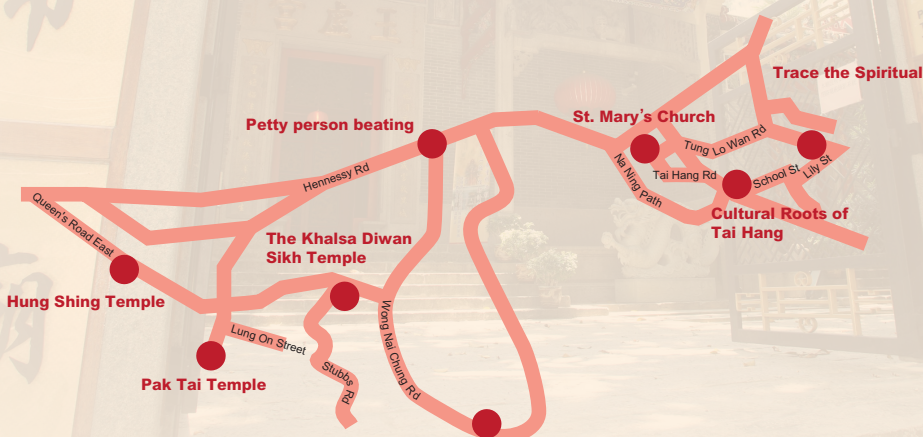 Trace the Spiritual
St. Mary's Church
Petty person beating
Tung Lo Wan Rd
Na Ning Path
Tai Hang Rd
School St
Lily St
Hennessy Rd
Queen's Road East
Cultural Roots of
Tai Hang
The Khalsa Diwan
Sikh Temple
Hung Shing Temple
Wong Nai Chung Rd
Lung On Street
Stubbs Rd
Pak Tai Temple